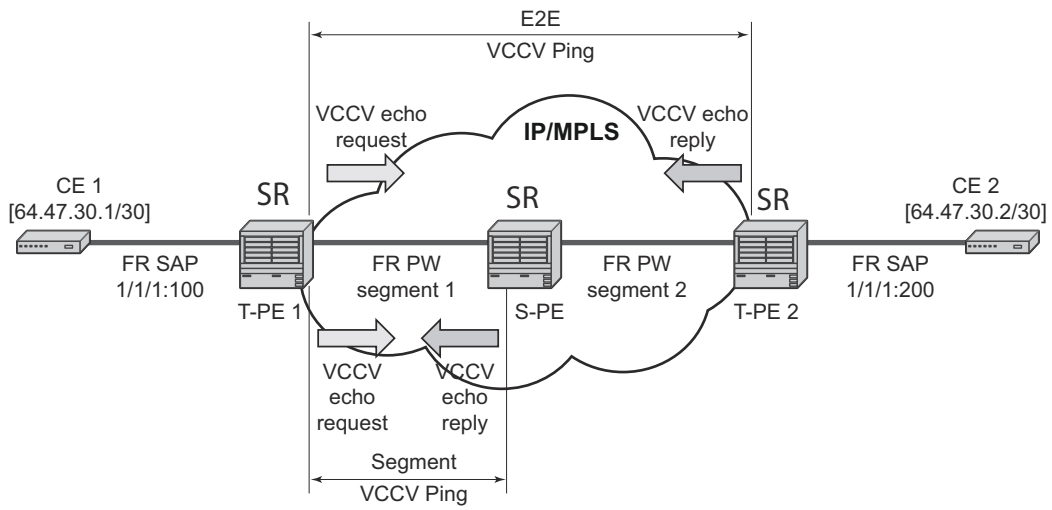 E2E
VCCV Ping
VCCV echo
request
IP/MPLS
VCCV echo
reply
CE 1
[64.47.30.1/30]
SR
SR
SR
CE 2
[64.47.30.2/30]
FR SAP
1/1/1:100
T-PE 1
FR PW
segment 1
S-PE
FR PW
segment 2
T-PE 2
FR SAP
1/1/1:200
VCCV
echo
request
VCCV
echo
reply
Segment
VCCV Ping